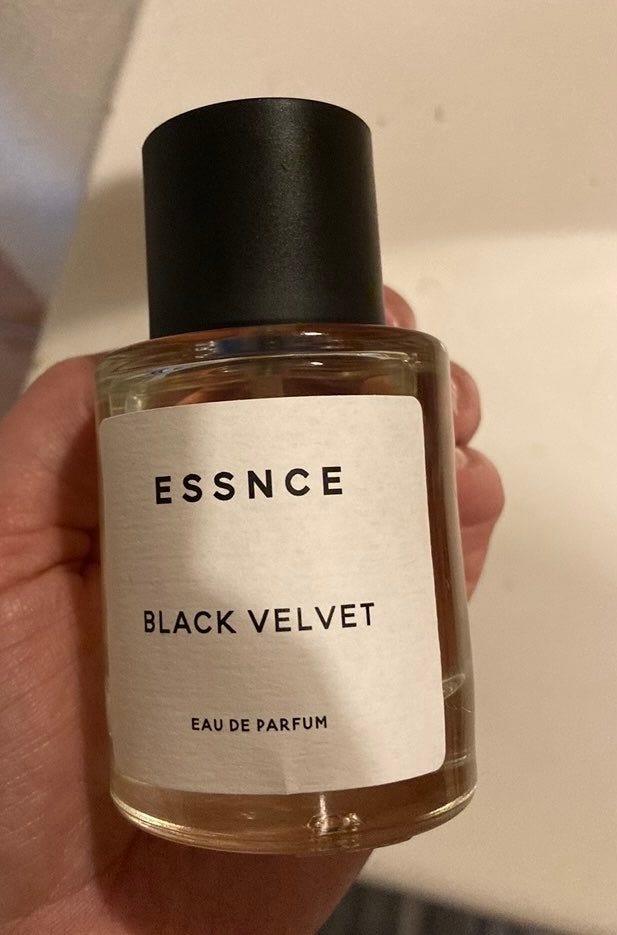 ESSNCE
BLACK VELVET
EAU DE PARFUM